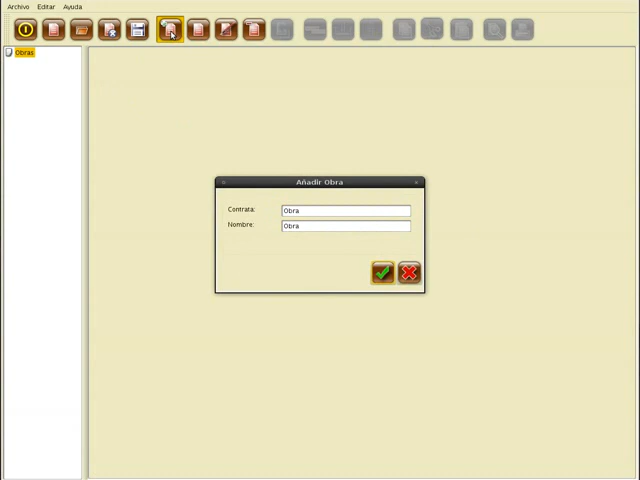 Archivo Editar Ayuda
Obras
Añadir Obra
Contrata: Obra
Nombre: Obra